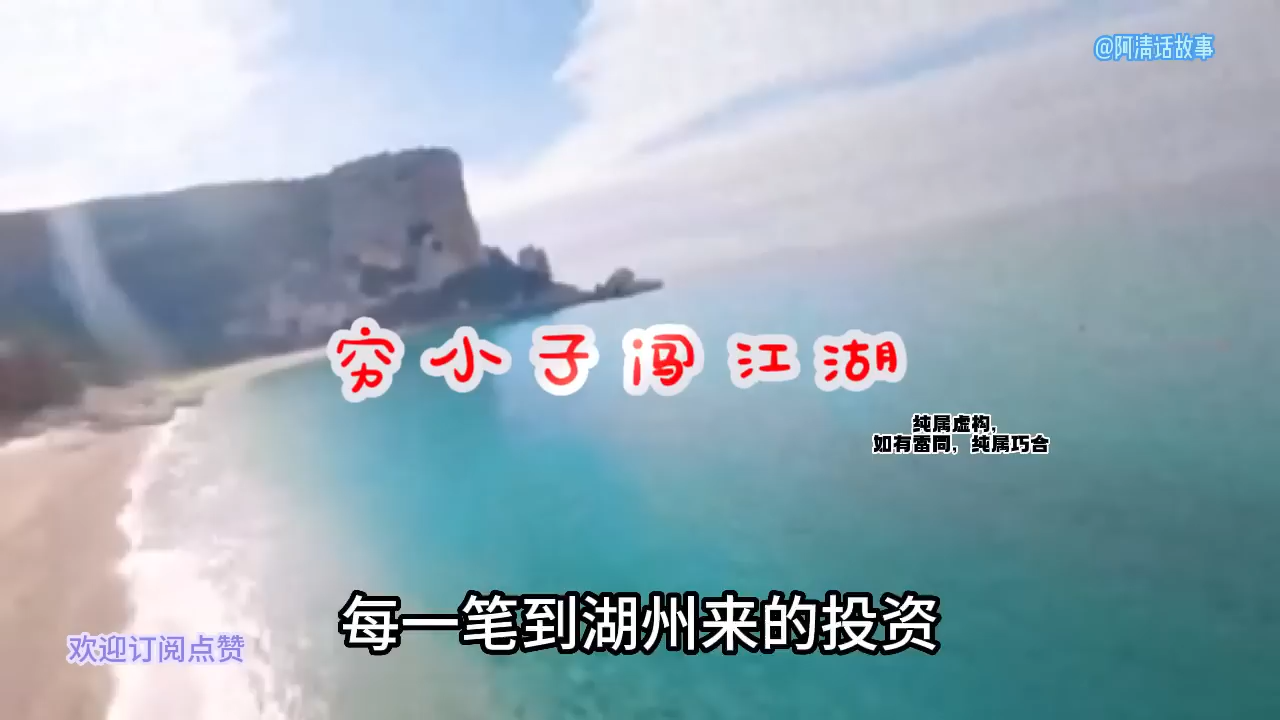 @阿清话故事
穷小子闯江湖
纯属虚构，
如有雷同，纯属巧合
每一笔到湖州来的投资
欢迎订阅点赞